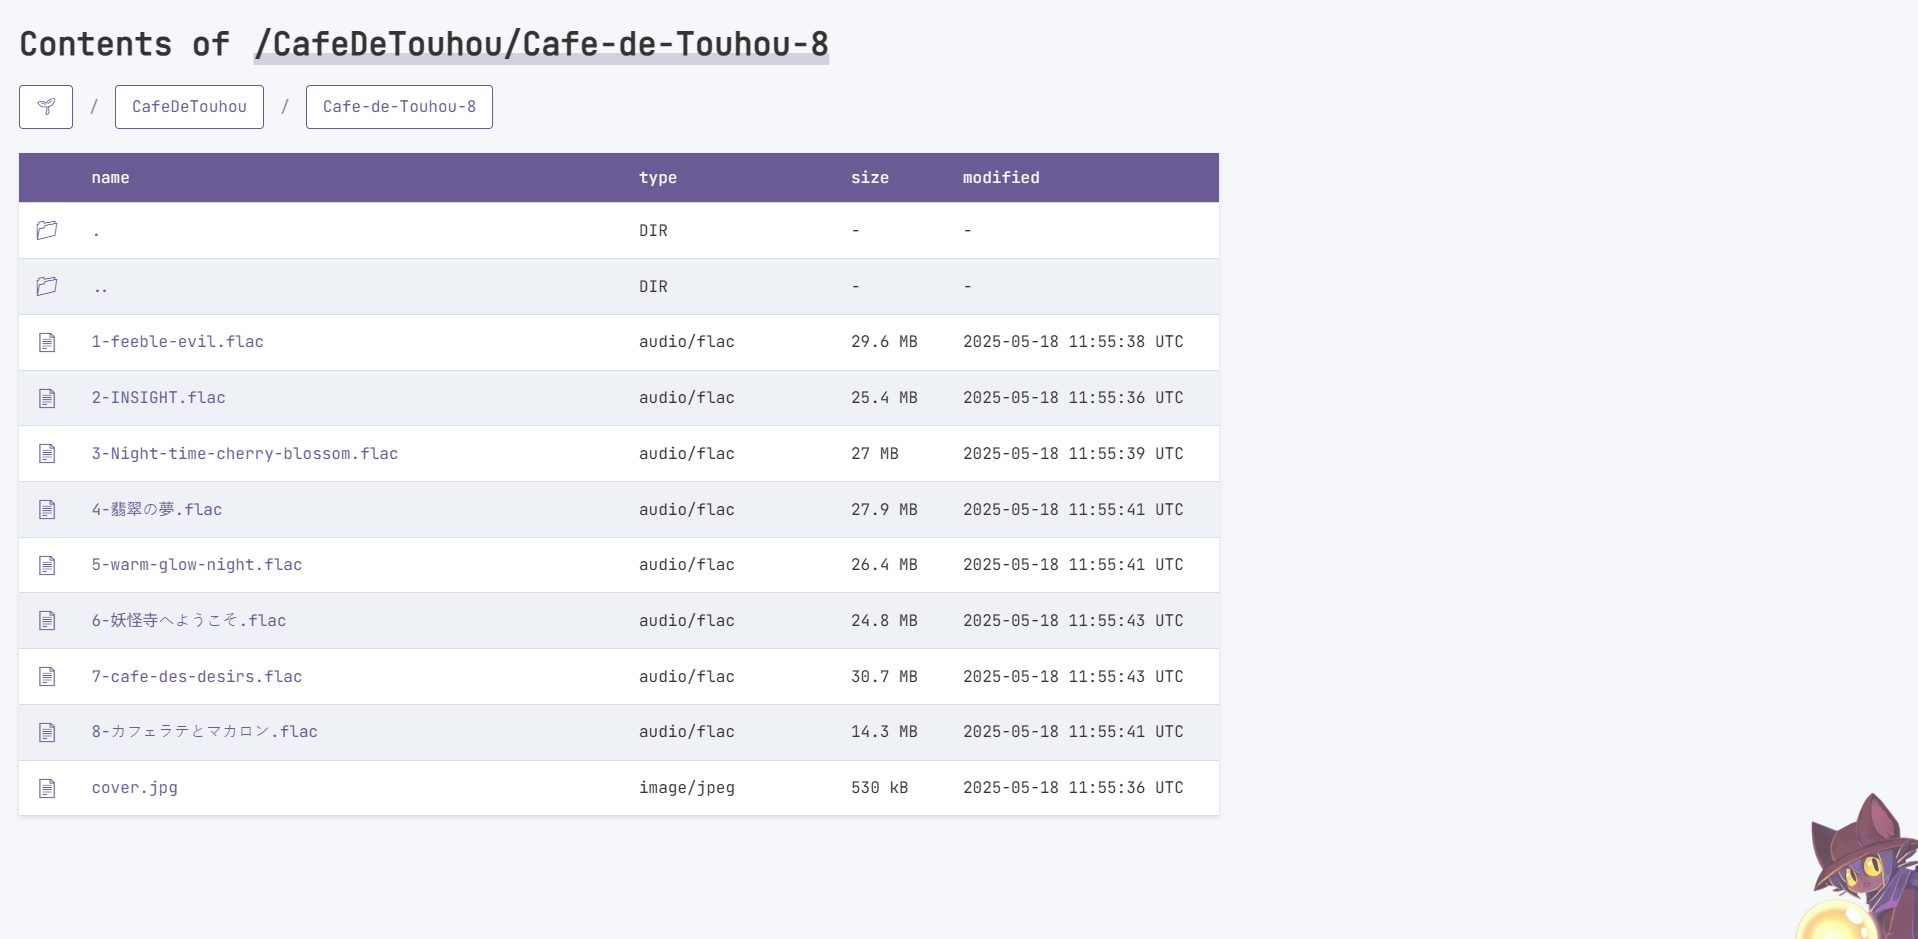 Contents of /CafeDeTouhou/Cafe-de-Touhou-8
/ CafeDeTouhou / Cafe-de-Touhou-8
name type size modified
. DIR - -
.. DIR - -
1-feeble-evil.flac audio/flac 29.6 MB 2025-05-18 11:55:38 UTC
2-INSIGHT.flac audio/flac 25.4 MB 2025-05-18 11:55:36 UTC
3-Night-time-cherry-blossom.flac audio/flac 27 MB 2025-05-18 11:55:39 UTC
4-翡翠の夢.flac audio/flac 27.9 MB 2025-05-18 11:55:41 UTC
5-warm-glow-night.flac audio/flac 26.4 MB 2025-05-18 11:55:41 UTC
6-妖怪寺へようこそ.flac audio/flac 24.8 MB 2025-05-18 11:55:43 UTC
7-cafe-des-desirs.flac audio/flac 30.7 MB 2025-05-18 11:55:43 UTC
8-カフェラテとマカロン.flac audio/flac 14.3 MB 2025-05-18 11:55:41 UTC
cover.jpg image/jpeg 530 kB 2025-05-18 11:55:36 UTC